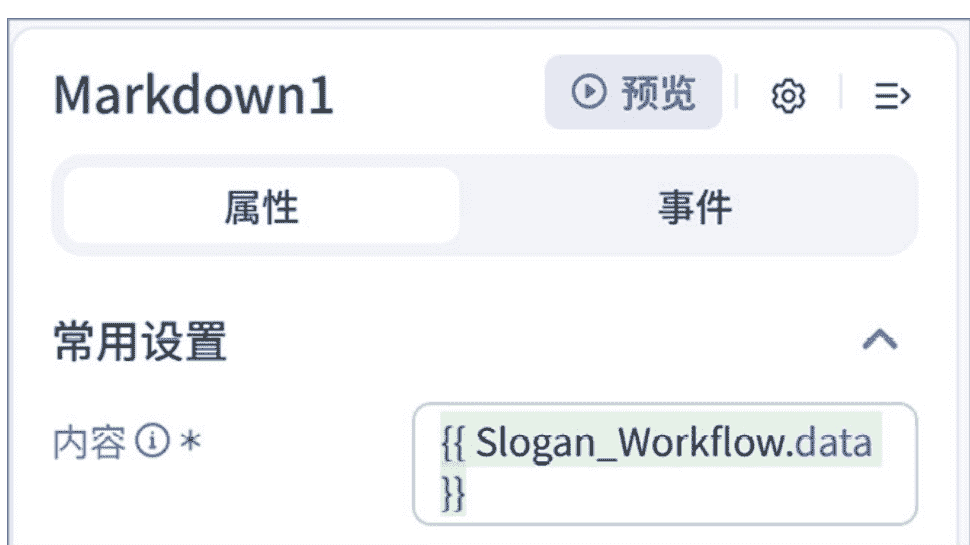 Markdown1
预览
属性
事件
常用设置
内容 *
{{ Slogan_Workflow.data
}}